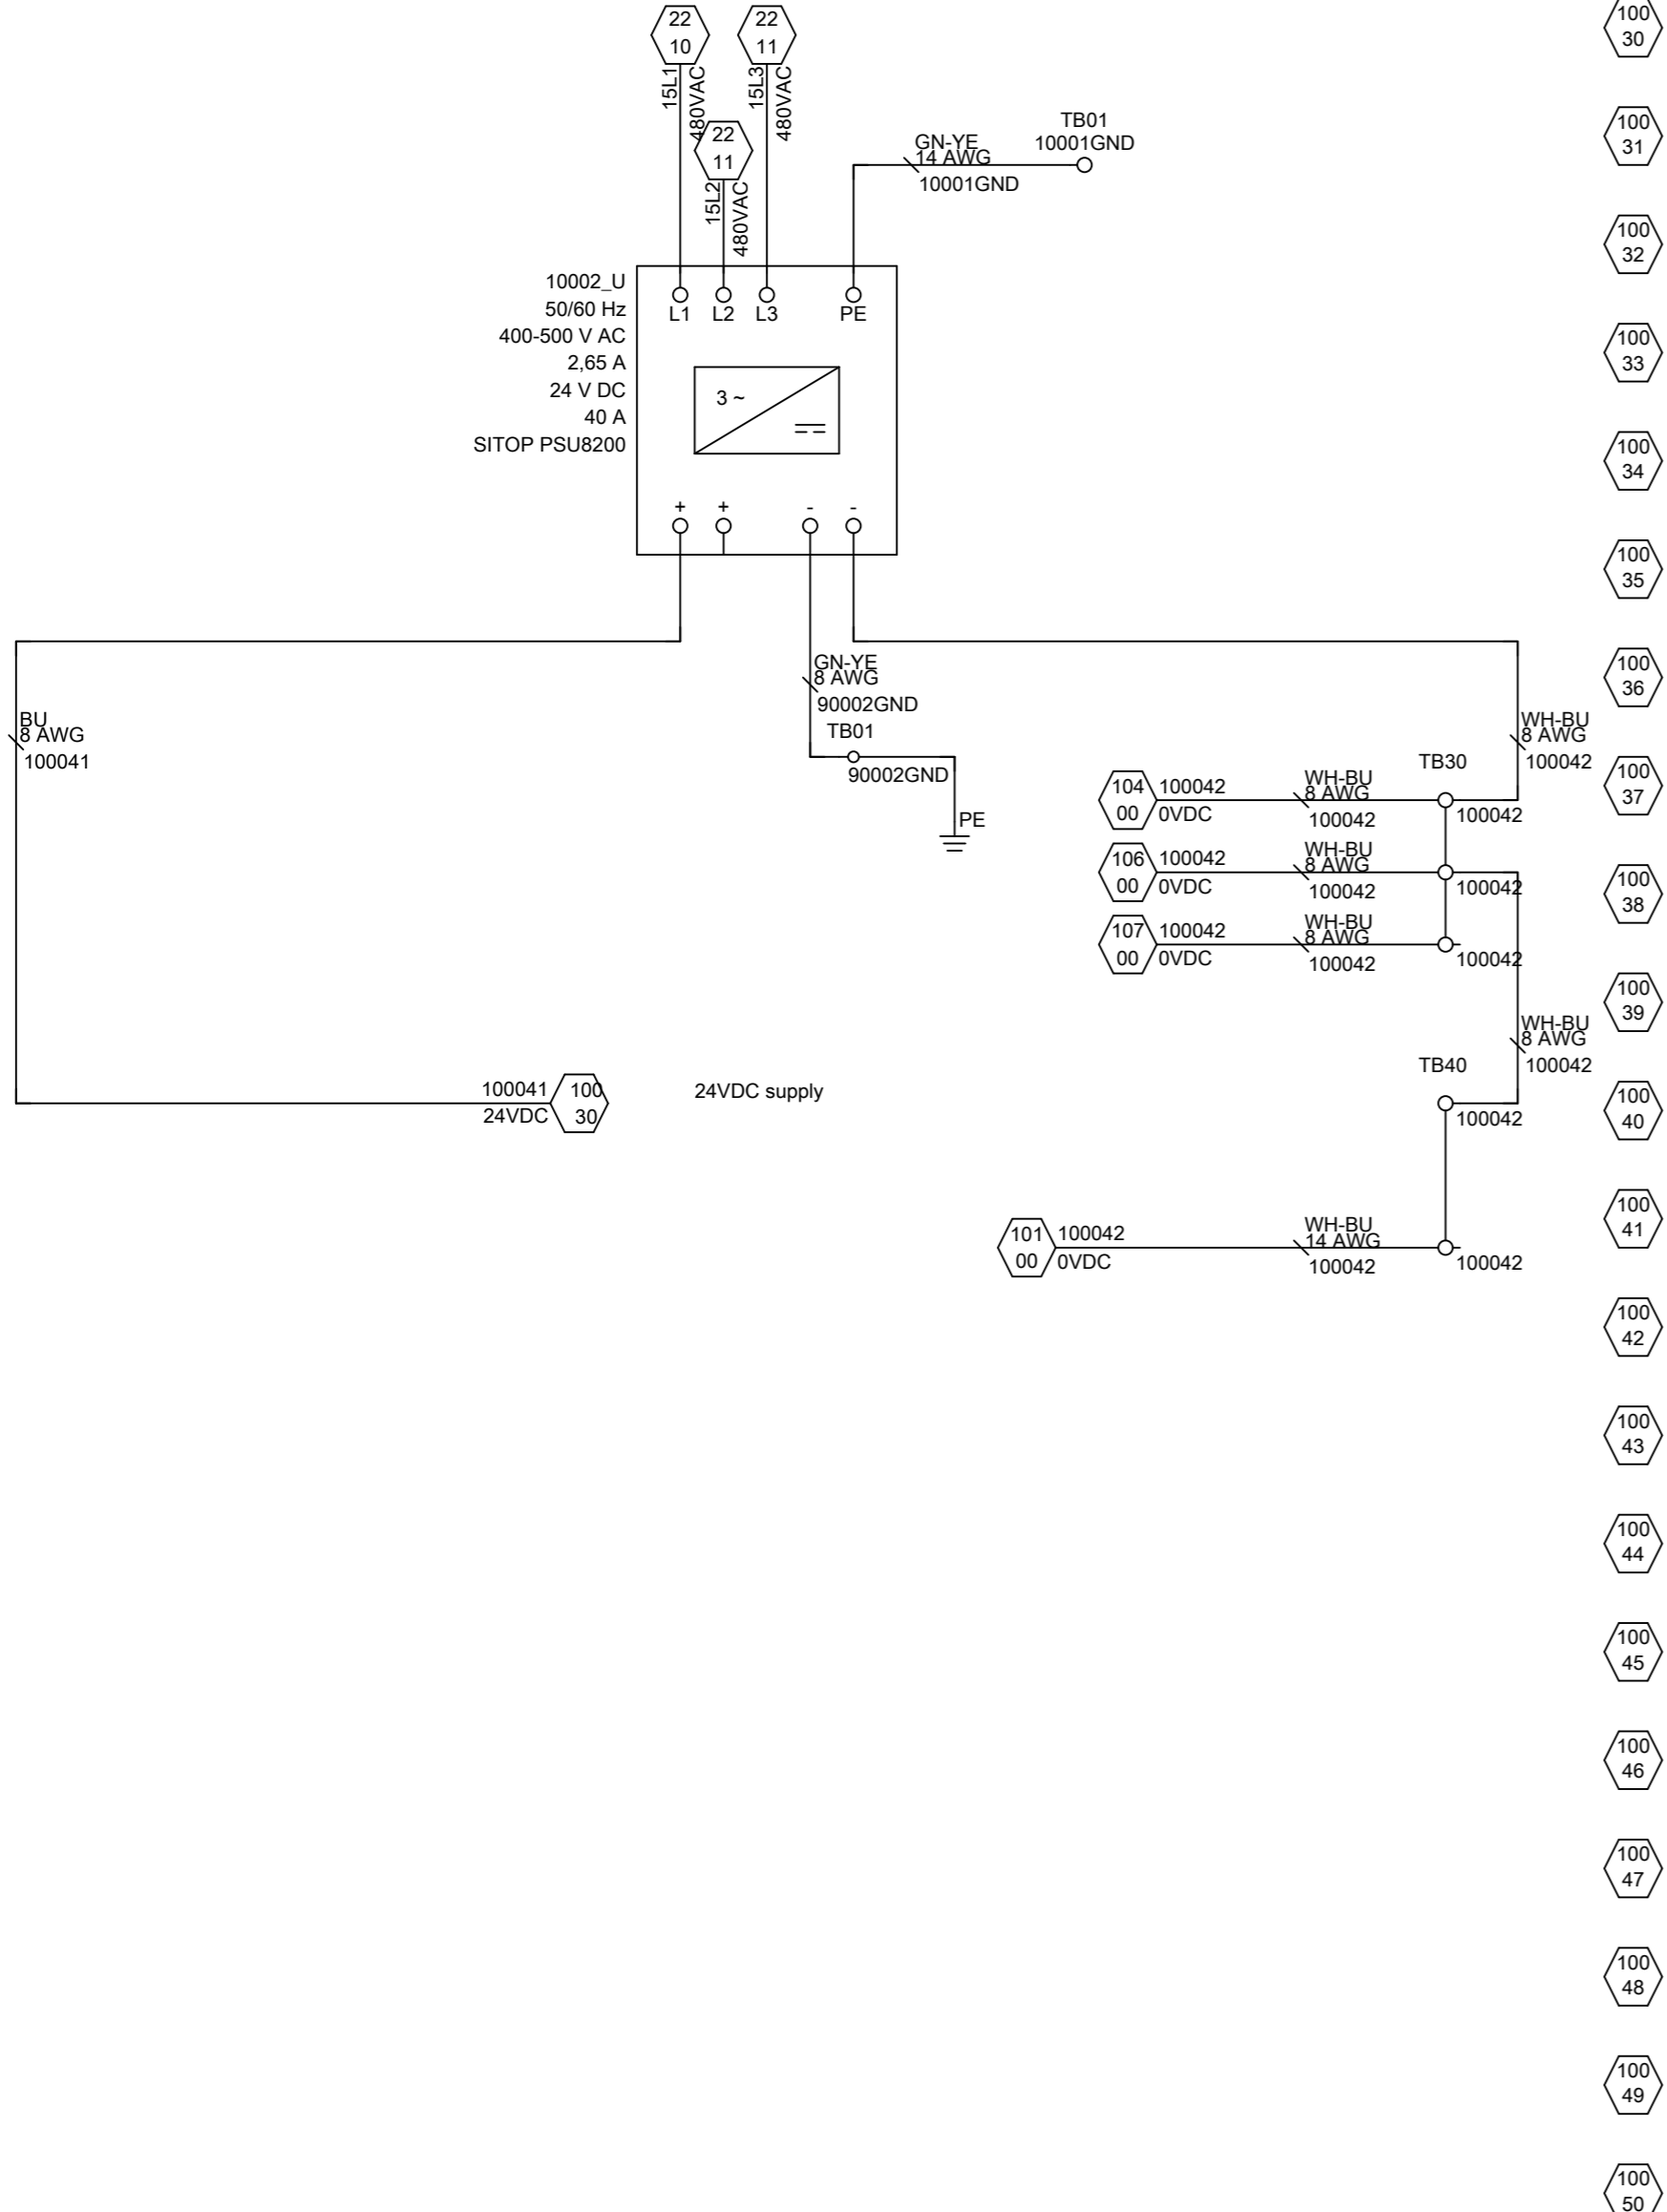 22
10
22
11
100
30
15L1
480VAC
15L3
480VAC
22
11
15L2
480VAC
TB01
10001GND
GN-YE
14 AWG
10001GND
100
31
100
32
10002_U
50/60 Hz
400-500 V AC
2,65 A
24 V DC
40 A
SITOP PSU8200
L1
L2
L3
PE
3 ~
+
+
-
-
100
33
100
34
100
35
GN-YE
8 AWG
90002GND
TB01
90002GND
PE
100
36
BU
8 AWG
100041
WH-BU
8 AWG
100042
TB30
100
37
104
00
100042
0VDC
WH-BU
8 AWG
100042
100042
106
00
100042
0VDC
WH-BU
8 AWG
100042
100042
100
38
107
00
100042
0VDC
WH-BU
8 AWG
100042
100042
100
39
WH-BU
8 AWG
100042
TB40
100042
100041
24VDC
100
30
24VDC supply
100
40
101
00
100042
0VDC
WH-BU
14 AWG
100042
100042
100
41
100
42
100
43
100
44
100
45
100
46
100
47
100
48
100
49
100
50